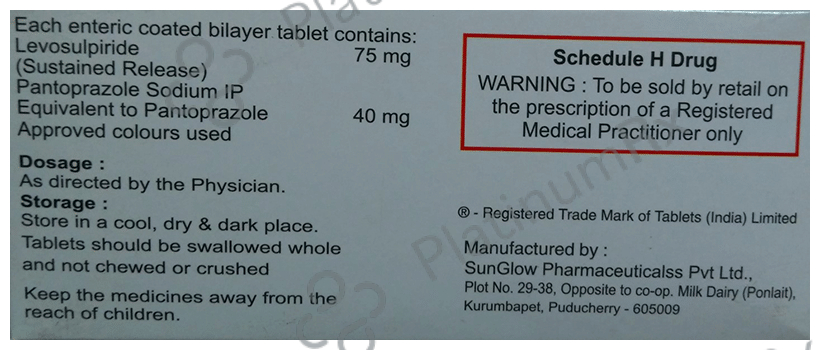 Each enteric coated bilayer tablet contains:
Levosulpiride 75 mg
(Sustained Release)
Pantoprazole Sodium IP
Equivalent to Pantoprazole 40 mg
Approved colours used
Dosage :
As directed by the Physician.
Storage :
Store in a cool, dry & dark place.
Tablets should be swallowed whole
and not chewed or crushed
Keep the medicines away from the
reach of children.
Schedule H Drug
WARNING : To be sold by retail on
the prescription of a Registered
Medical Practitioner only
® - Registered Trade Mark of Tablets (India) Limited
Manufactured by :
SunGlow Pharmaceuticalss Pvt Ltd.,
Plot No. 29-38, Opposite to co-op. Milk Dairy (Ponlait),
Kurumbapet, Puducherry - 605009
PlatinumRx